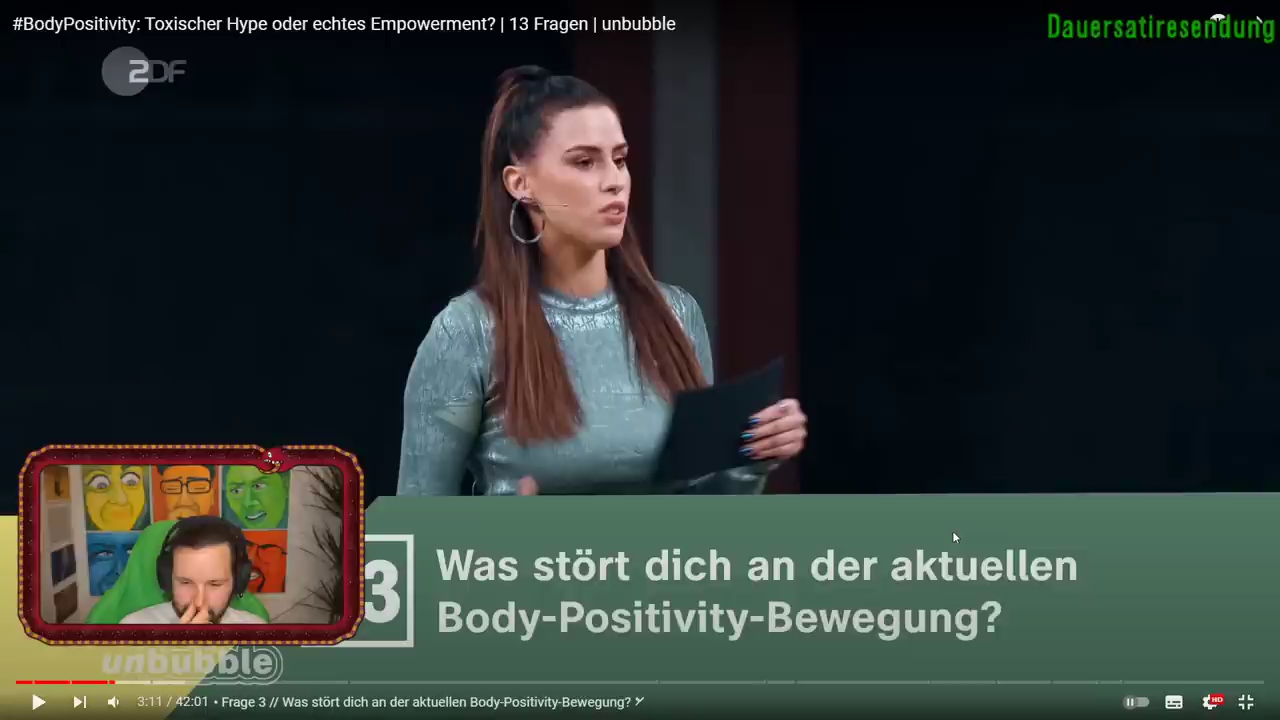 #BodyPositivity: Toxischer Hype oder echtes Empowerment? | 13 Fragen | unbubble
Dauersatiresendung
2DF
3
Was stört dich an der aktuellen
Body-Positivity-Bewegung?
unbubble
3:11 / 42:01 • Frage 3 // Was stört dich an der aktuellen Body-Positivity-Bewegung?
HD